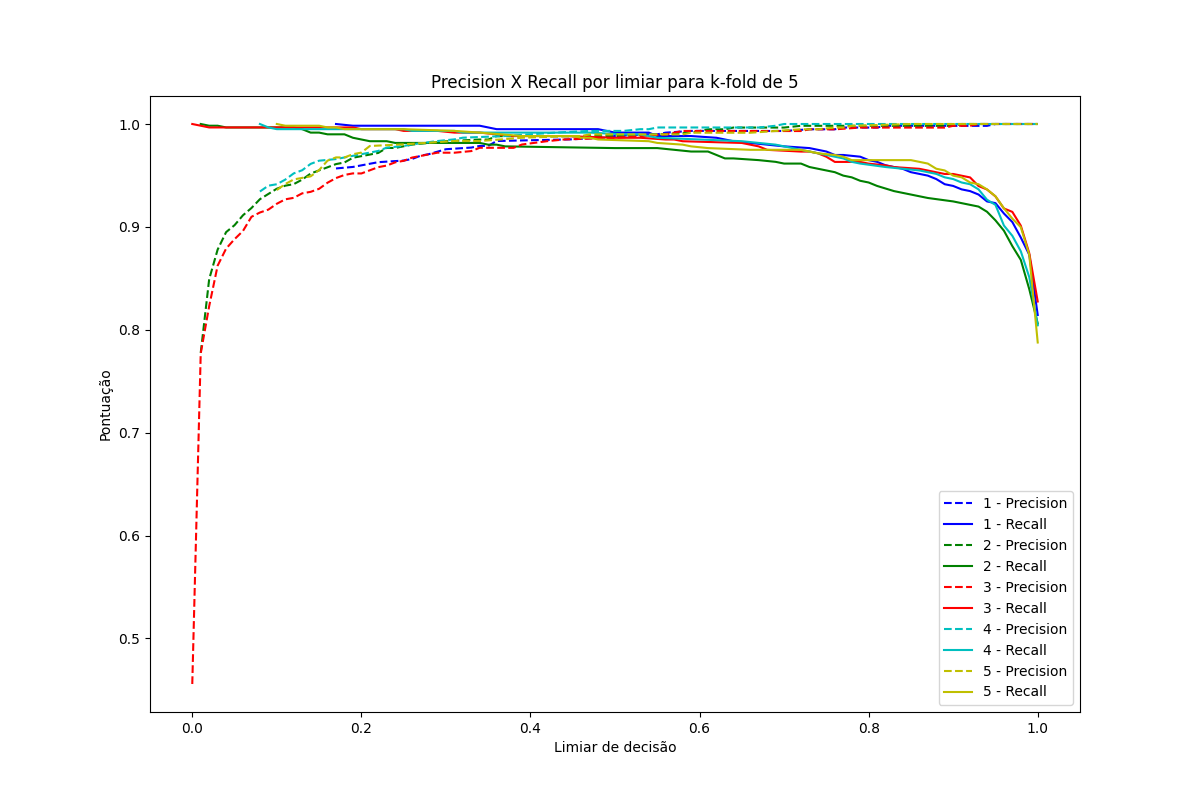 Precision X Recall por limiar para k-fold de 5
Pontuação
1.0
0.9
0.8
0.7
0.6
0.5
0.0
0.2
0.4
0.6
0.8
1.0
Limiar de decisão
1 - Precision
1 - Recall
2 - Precision
2 - Recall
3 - Precision
3 - Recall
4 - Precision
4 - Recall
5 - Precision
5 - Recall